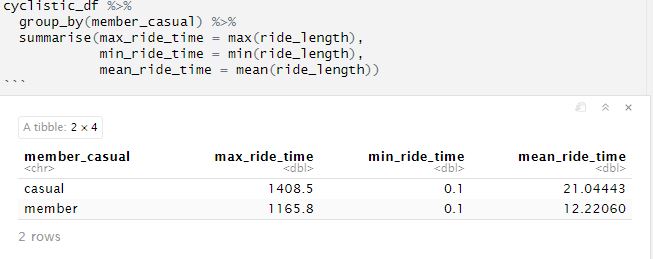 cyclistic_df %>%
  group_by(member_casual) %>%
  summarise(max_ride_time = max(ride_length),
            min_ride_time = min(ride_length),
            mean_ride_time = mean(ride_length))
```
A tibble: 2 × 4
member_casual max_ride_time min_ride_time mean_ride_time
<chr> <dbl> <dbl> <dbl>
casual 1408.5 0.1 21.04443
member 1165.8 0.1 12.22060
2 rows